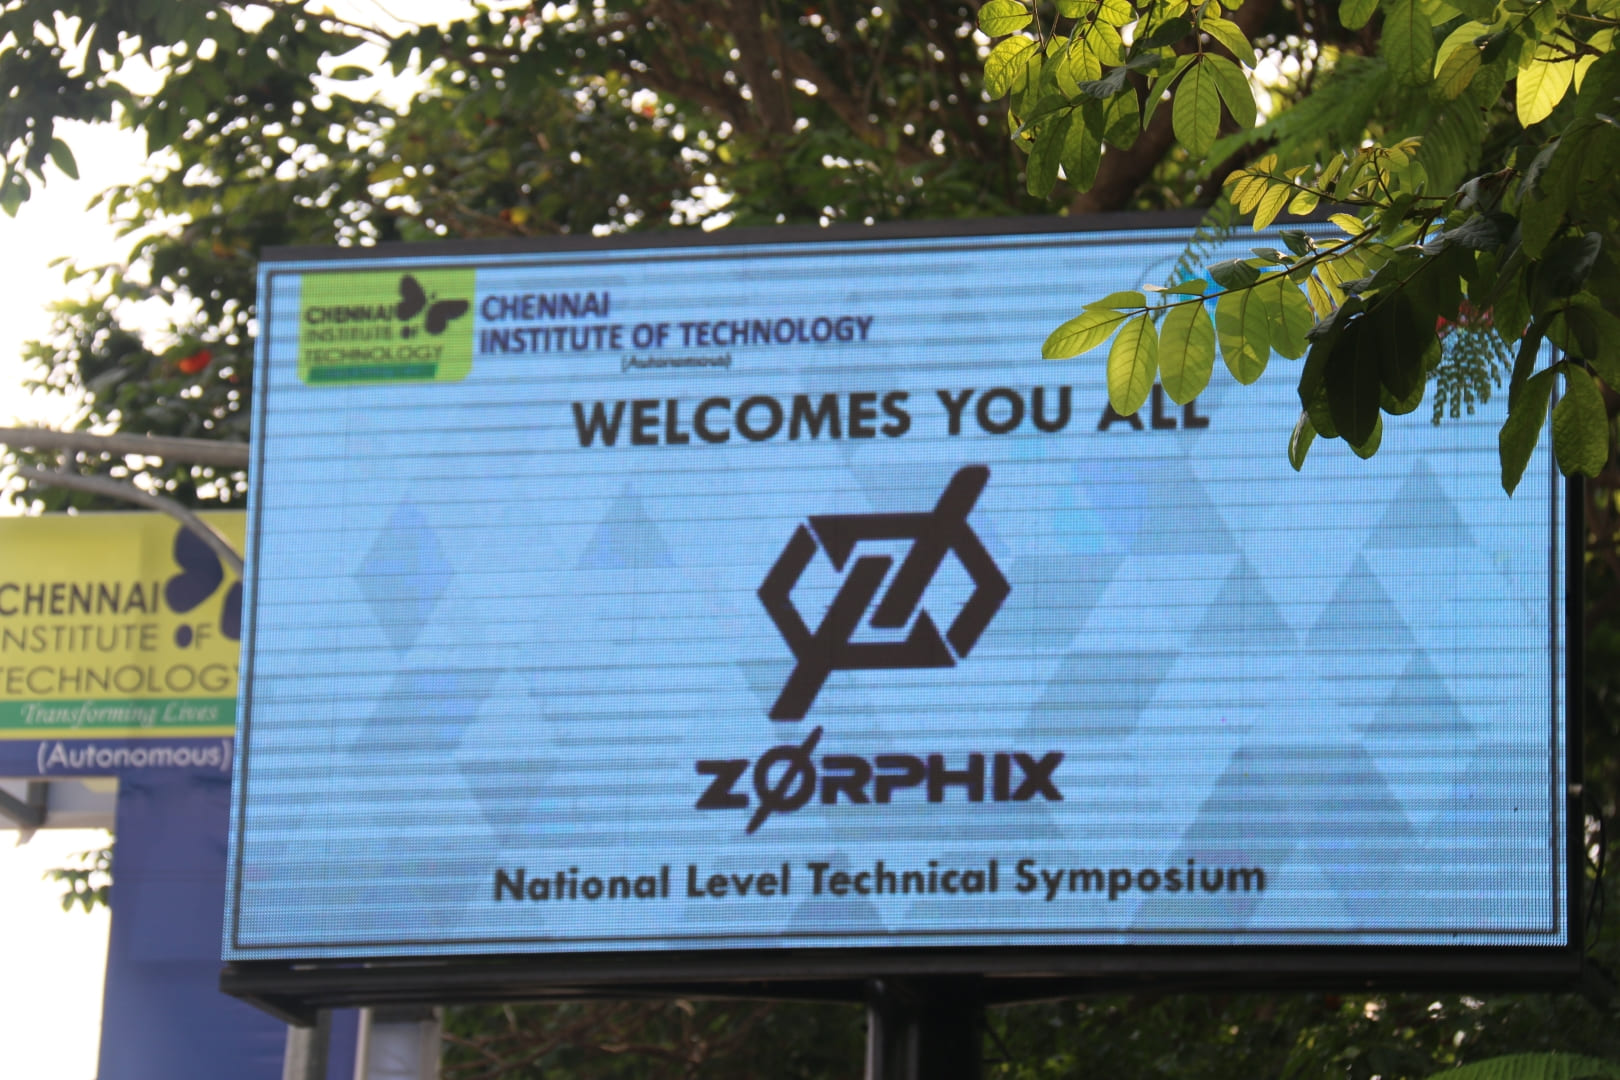 CHENNAI
INSTITUTE OF
TECHNOLOGY
CHENNAI
INSTITUTE OF TECHNOLOGY
(Autonomous)
WELCOMES YOU ALL
ZØRPHIX
National Level Technical Symposium
CHENNAI
INSTITUTE OF
TECHNOLOGY
Transforming Lives
(Autonomous)